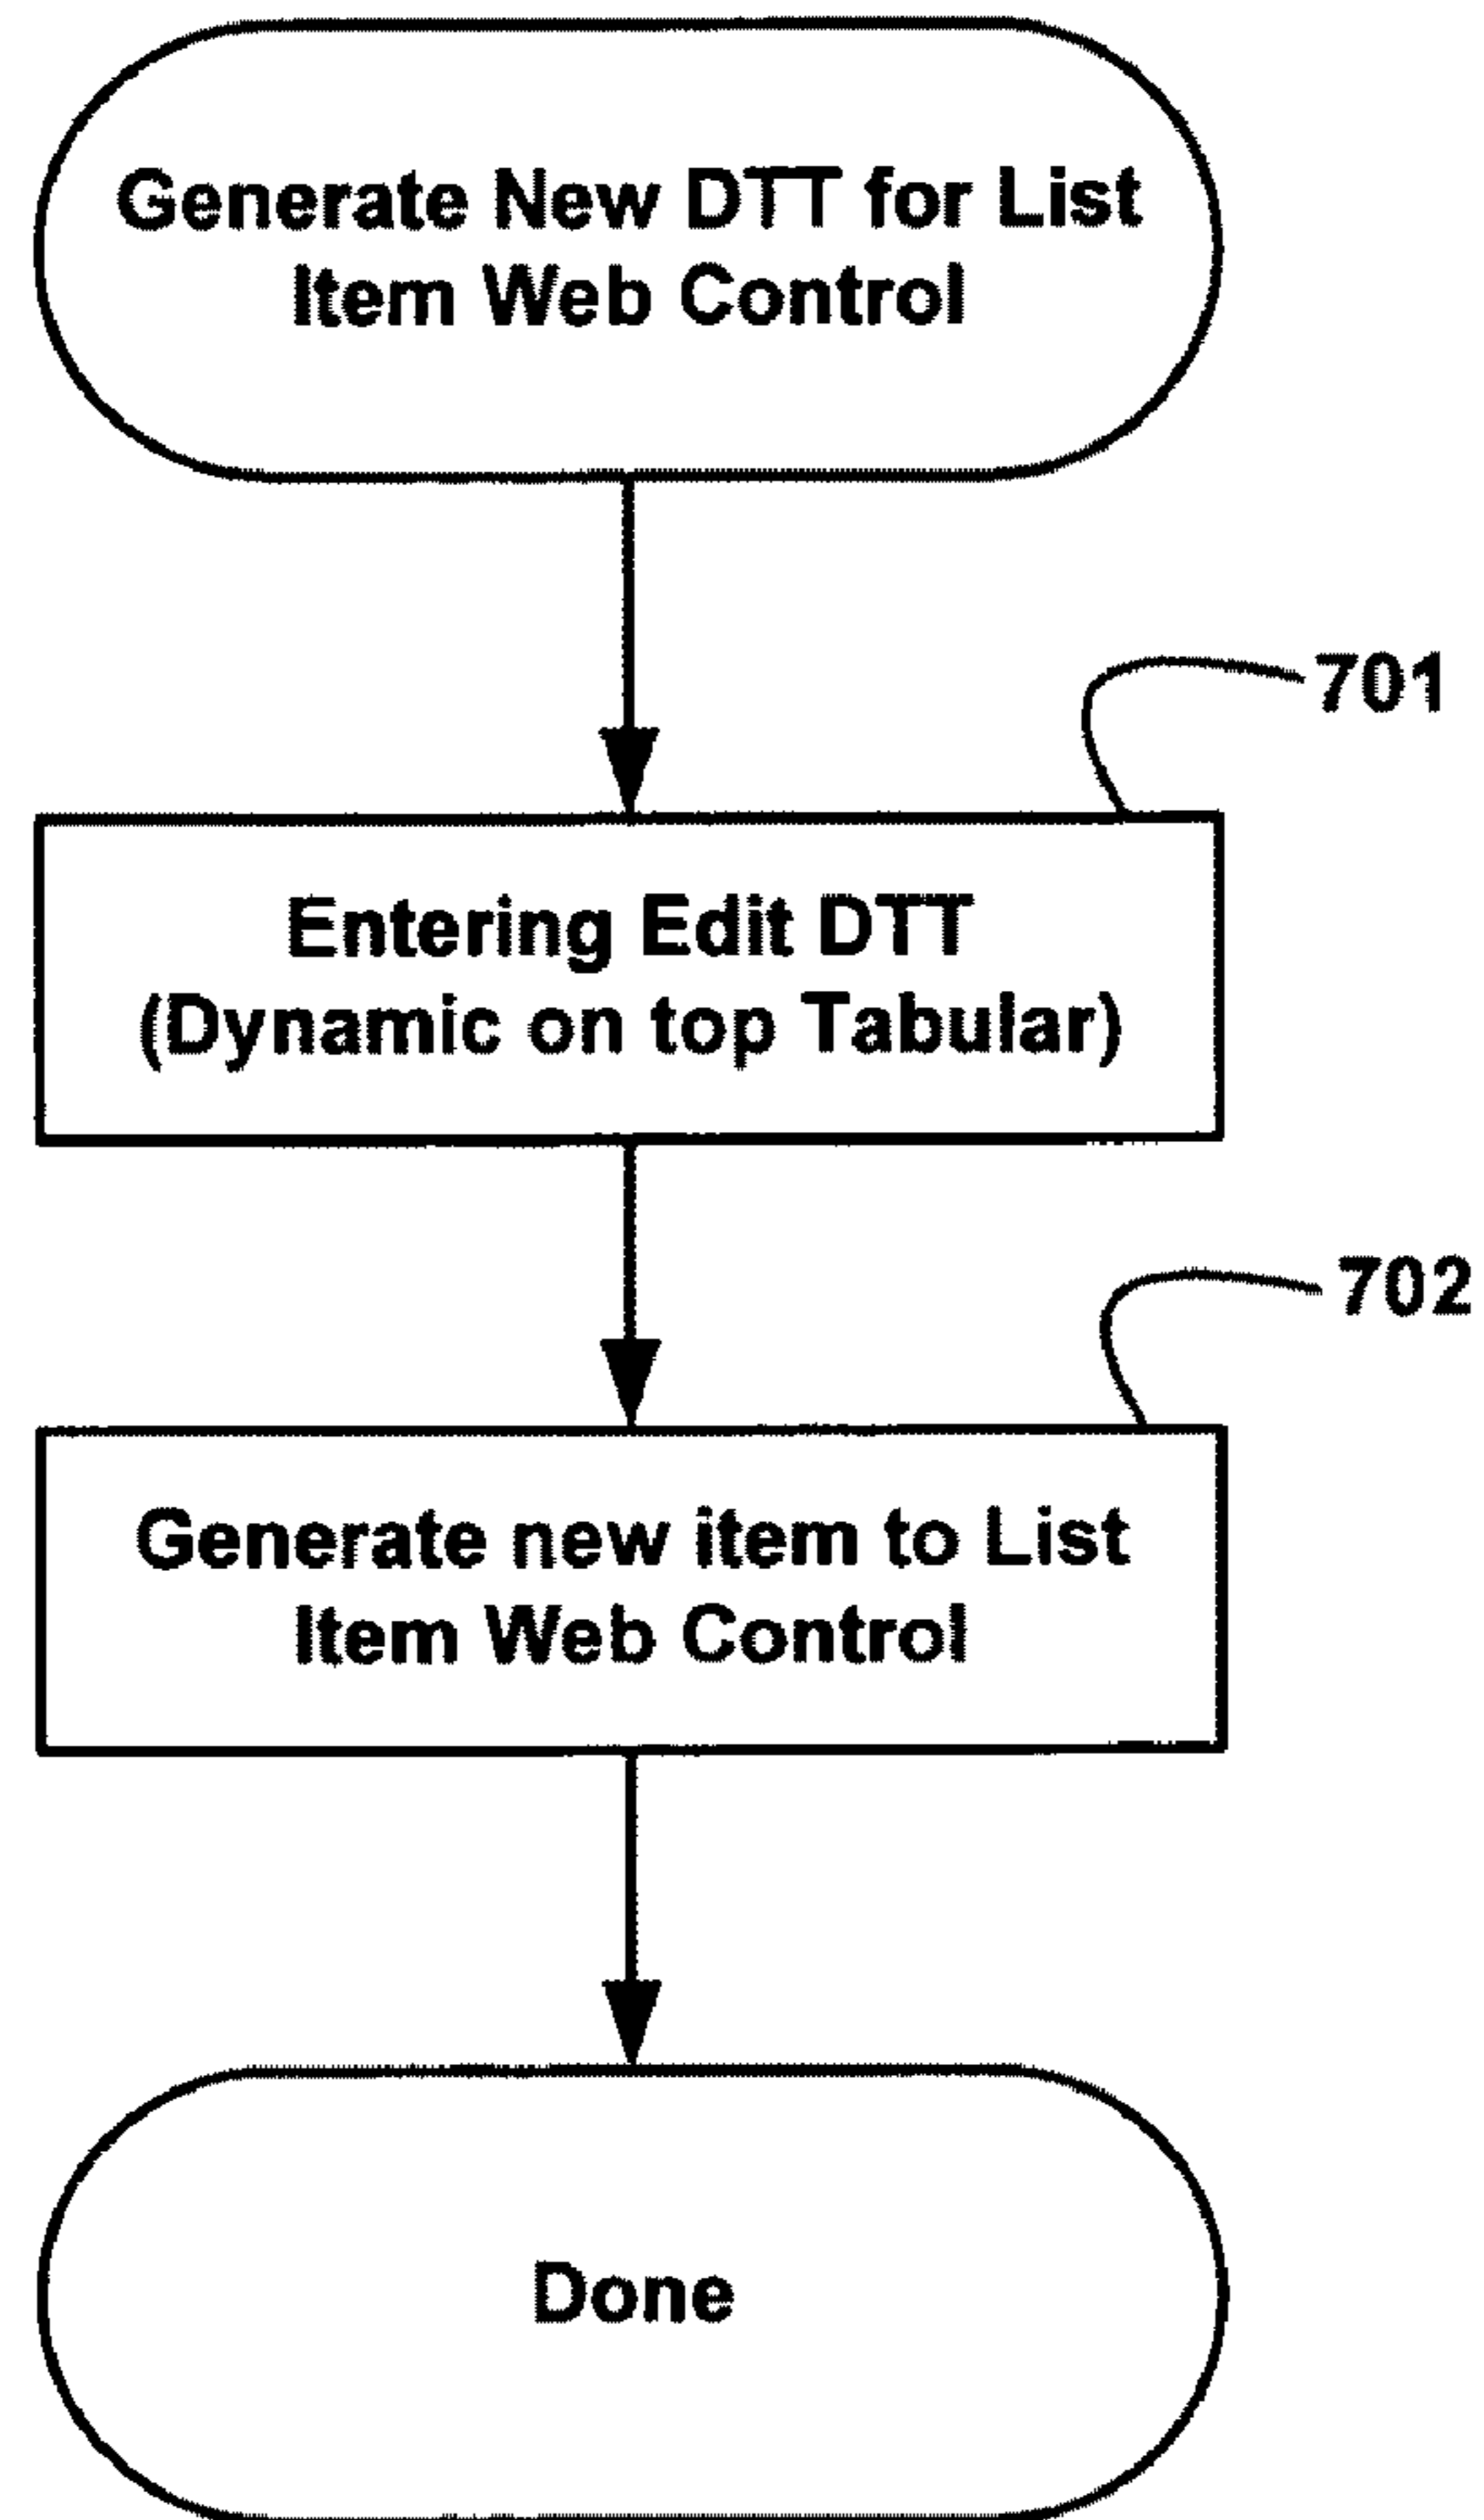 Generate New DTT for List
Item Web Control
701
Entering Edit DTT
(Dynamic on top Tabular)
702
Generate new item to List
Item Web Control
Done